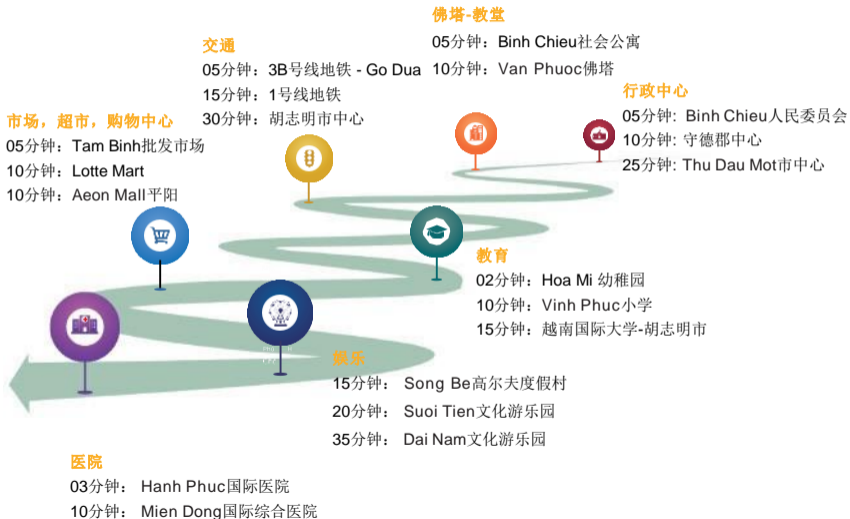 佛塔-教堂
05分钟：Binh Chieu社会公寓
10分钟：Van Phuoc佛塔
交通
05分钟：3B号线地铁 - Go Dua
15分钟：1号线地铁
30分钟：胡志明市中心
行政中心
05分钟: Binh Chieu人民委员会
10分钟: 守德郡中心
25分钟: Thu Dau Mot市中心
市场，超市，购物中心
05分钟：Tam Binh批发市场
10分钟：Lotte Mart
10分钟：Aeon Mall平阳
教育
02分钟：Hoa Mi 幼稚园
10分钟：Vinh Phuc小学
15分钟：越南国际大学-胡志明市
娱乐
15分钟： Song Be高尔夫度假村
20分钟： Suoi Tien文化游乐园
35分钟： Dai Nam文化游乐园
医院
03分钟： Hanh Phuc国际医院
10分钟： Mien Dong国际综合医院